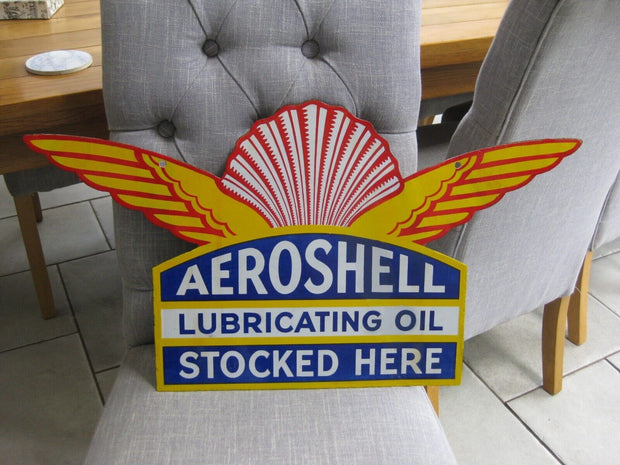 AEROSHELL
LUBRICATING OIL
STOCKED HERE